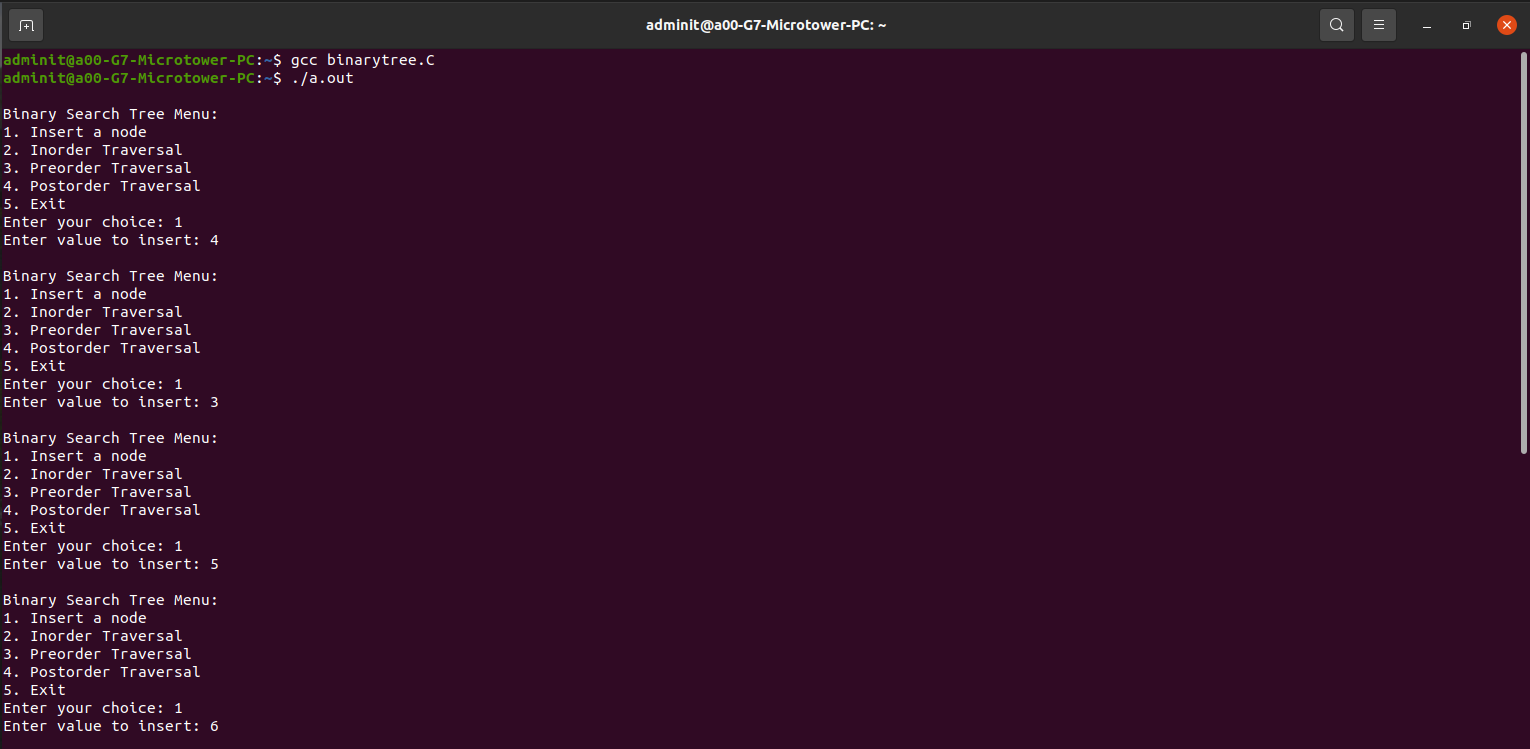 adminit@a00-G7-Microtower-PC: ~
adminit@a00-G7-Microtower-PC:~$ gcc binarytree.C
adminit@a00-G7-Microtower-PC:~$ ./a.out
Binary Search Tree Menu:
1. Insert a node
2. Inorder Traversal
3. Preorder Traversal
4. Postorder Traversal
5. Exit
Enter your choice: 1
Enter value to insert: 4
Binary Search Tree Menu:
1. Insert a node
2. Inorder Traversal
3. Preorder Traversal
4. Postorder Traversal
5. Exit
Enter your choice: 1
Enter value to insert: 3
Binary Search Tree Menu:
1. Insert a node
2. Inorder Traversal
3. Preorder Traversal
4. Postorder Traversal
5. Exit
Enter your choice: 1
Enter value to insert: 5
Binary Search Tree Menu:
1. Insert a node
2. Inorder Traversal
3. Preorder Traversal
4. Postorder Traversal
5. Exit
Enter your choice: 1
Enter value to insert: 6